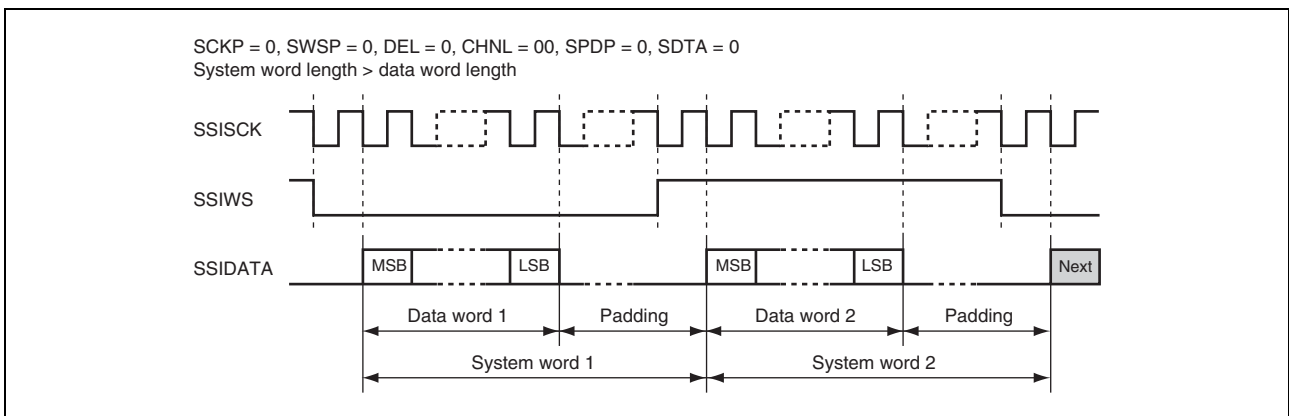 SCKP = 0, SWSP = 0, DEL = 0, CHNL = 00, SPDP = 0, SDTA = 0
System word length > data word length
SSISCK
SSIWS
SSIDATA
MSB
LSB
MSB
LSB
Next
Data word 1
Padding
Data word 2
Padding
System word 1
System word 2